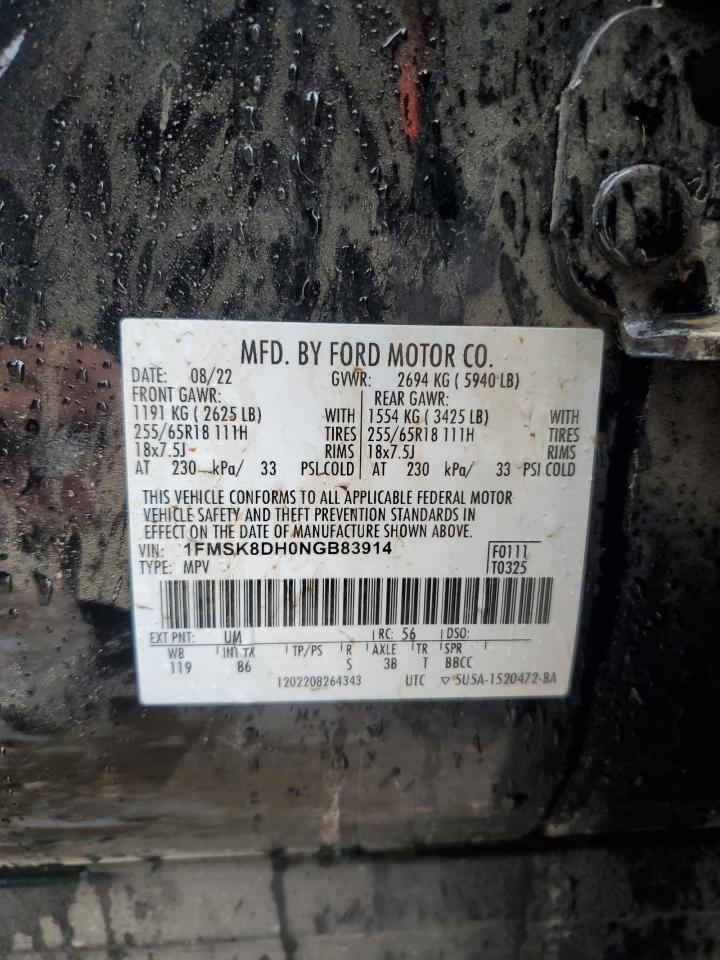 MFD. BY FORD MOTOR CO.
DATE: 08/22 GVWR: 2694 KG ( 5940 LB)
FRONT GAWR: REAR GAWR:
1191 KG ( 2625 LB) WITH 1554 KG ( 3425 LB) WITH
255/65R18 111H TIRES 255/65R18 111H TIRES
18x7.5J RIMS 18x7.5J RIMS
AT 230 kPa/ 33 PSI COLD AT 230 kPa/ 33 PSI COLD
THIS VEHICLE CONFORMS TO ALL APPLICABLE FEDERAL MOTOR
VEHICLE SAFETY AND THEFT PREVENTION STANDARDS IN
EFFECT ON THE DATE OF MANUFACTURE SHOWN ABOVE.
VIN: 1FMSK8DH0NGB83914 F0111
TYPE: MPV T0325
EXT PNT: UM RC: 56 DSO:
WB INT TR TP/PS R AXLE TR SPR
119 86 S 3B T BBCC
1202208264343 UTC ▽ 5U5A-1520472-BA